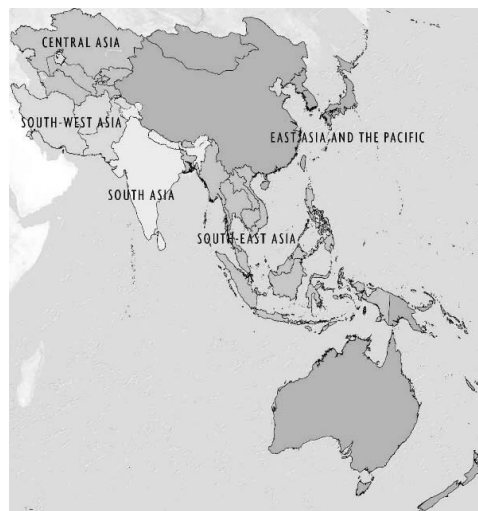 CENTRAL ASIA
SOUTH-WEST ASIA
EAST ASIA AND THE PACIFIC
SOUTH ASIA
SOUTH-EAST ASIA